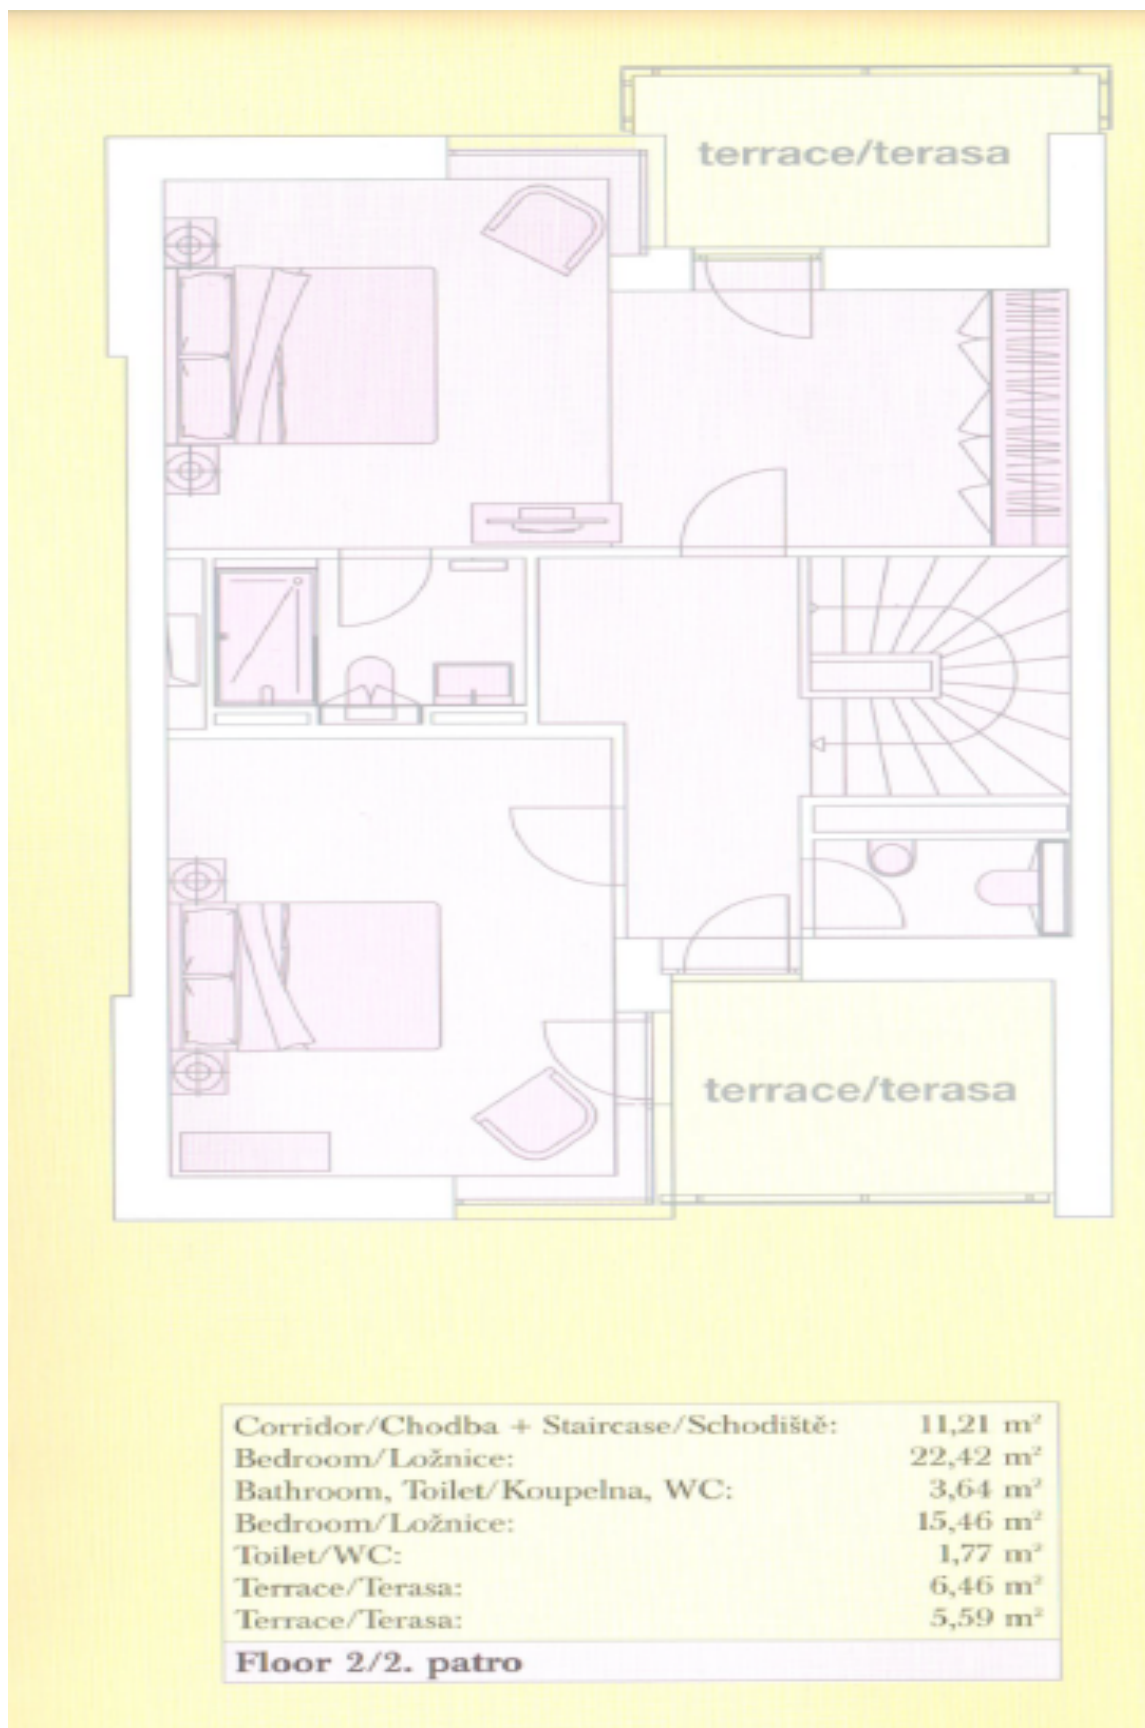 terrace/terasa
terrace/terasa
Corridor/Chodba + Staircase/Schodiště: 11,21 m²
Bedroom/Ložnice: 22,42 m²
Bathroom, Toilet/Koupelna, WC: 3,64 m²
Bedroom/Ložnice: 15,46 m²
Toilet/WC: 1,77 m²
Terrace/Terasa: 6,46 m²
Terrace/Terasa: 5,59 m²
Floor 2/2. patro